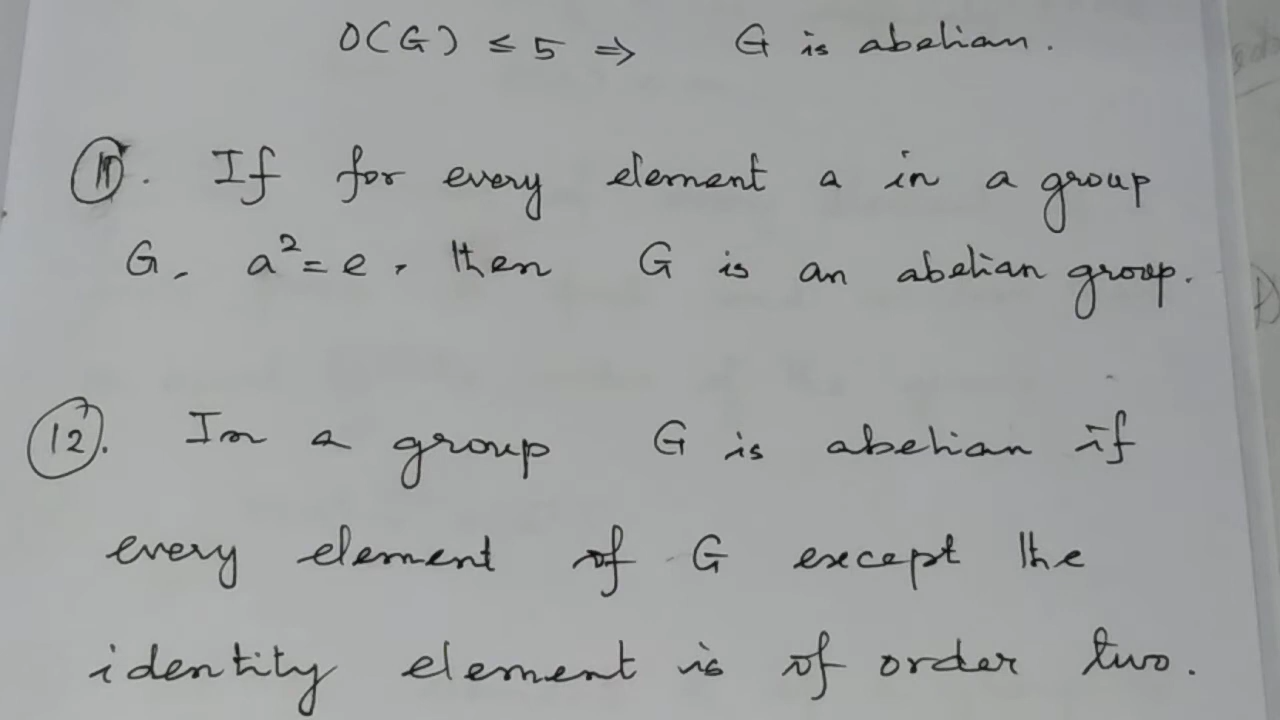 O(G) ≤ 5 ⇒ G is abelian.
11. If for every element a in a group
G, a²=e, then G is an abelian group.
12. In a group G is abelian if
every element of G except the
identity element is of order two.